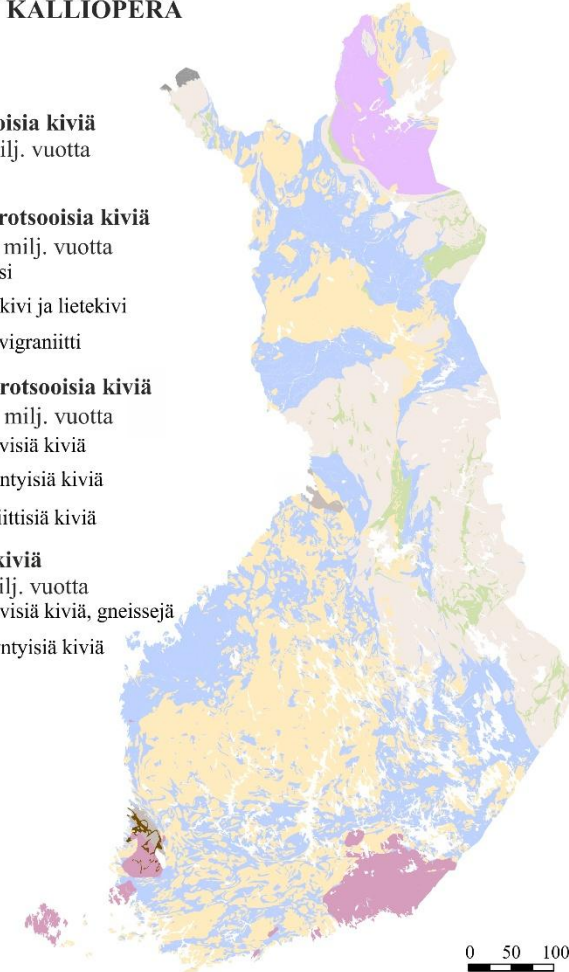 KALLIOPERÄ
oisia kiviä
ilj. vuotta
rotsooisia kiviä
milj. vuotta
si
kivi ja lietekivi
vigraniitti
rotsooisia kiviä
milj. vuotta
visiä kiviä
ntyisiä kiviä
iittisiä kiviä
kiviä
ilj. vuotta
visiä kiviä, gneissejä
ntyisiä kiviä
0 50 100